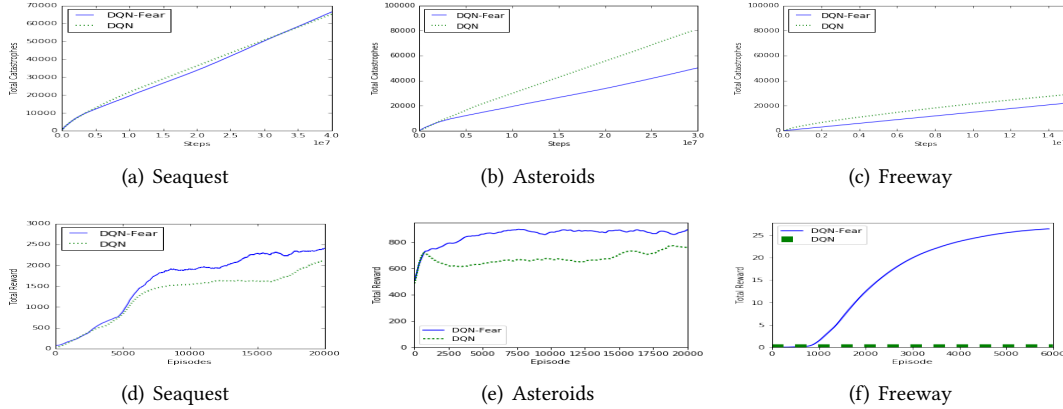 70000
60000
50000
40000
30000
20000
10000
0
Total Catastrophes
DQN-Fear
DQN
0.0 0.5 1.0 1.5 2.0 2.5 3.0 3.5 4.0
Steps
1e7
(a) Seaquest
100000
80000
60000
40000
20000
0
Total Catastrophes
DQN-Fear
DQN
0.0 0.5 1.0 1.5 2.0 2.5 3.0
Steps
1e7
(b) Asteroids
100000
80000
60000
40000
20000
0
Total Catastrophes
DQN-Fear
DQN
0.0 0.2 0.4 0.6 0.8 1.0 1.2 1.4
Steps
(c) Freeway
3000
2500
2000
1500
1000
500
0
Total Reward
DQN-Fear
DQN
0 5000 10000 15000 20000
Episodes
(d) Seaquest
800
600
400
200
0
Total Reward
DQN-Fear
DQN
0 2500 5000 7500 10000 12500 15000 17500 20000
Episode
(e) Asteroids
25
20
15
10
5
0
Total Reward
DQN-Fear
DQN
0 1000 2000 3000 4000 5000 6000
Episode
(f) Freeway